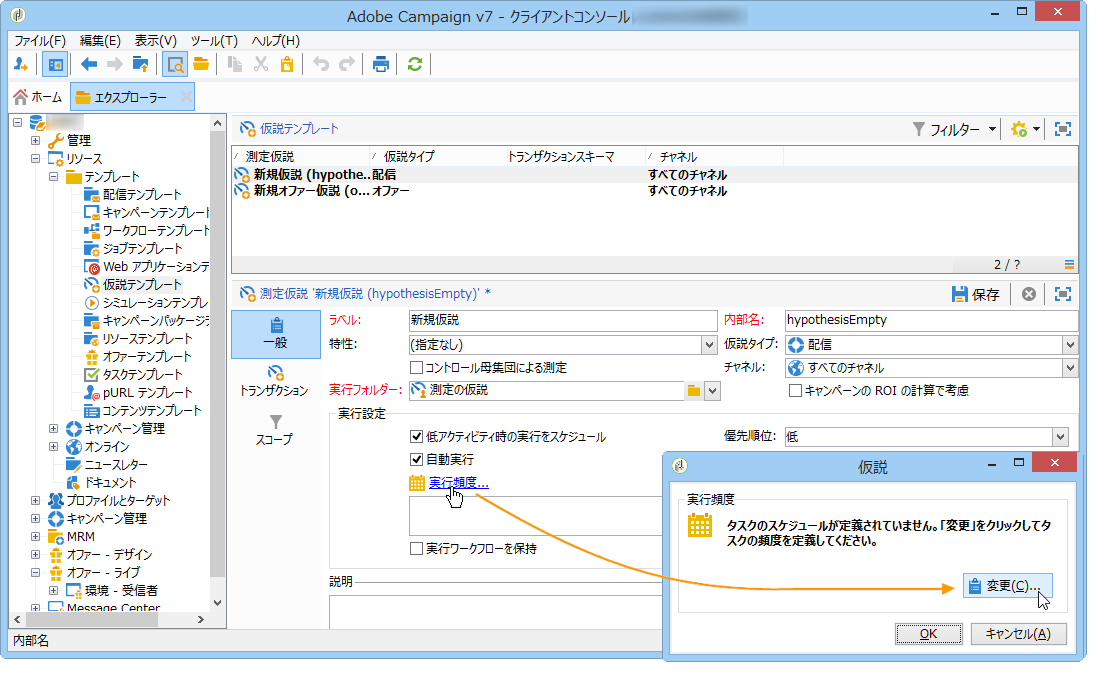 Adobe Campaign v7 - クライアントコンソール
ファイル(F) 編集(E) 表示(V) ツール(T) ヘルプ(H)
ホーム エクスプローラー
管理
リソース
テンプレート
配信テンプレート
キャンペーンテンプレート
ワークフローテンプレート
ジョブテンプレート
Web アプリケーションテ
仮説テンプレート
シミュレーションテンプレ
キャンペーンパッケージテ
リソーステンプレート
オファーテンプレート
タスクテンプレート
pURL テンプレート
コンテンツテンプレート
キャンペーン管理
オンライン
ニュースレター
ドキュメント
プロファイルとターゲット
キャンペーン管理
MRM
オファー - デザイン
オファー - ライブ
環境 - 受信者
Message Center
内部名
仮説テンプレート フィルター
測定仮説 仮説タイプ トランザクションスキーマ チャネル
新規仮説 (hypothe... 配信 すべてのチャネル
新規オファー仮説 (o... オファー すべてのチャネル
2 / ?
測定仮説 '新規仮説 (hypothesisEmpty)' * 保存
一般
トランザクション
スコープ
ラベル: 新規仮説 内部名: hypothesisEmpty
特性: (指定なし) 仮説タイプ: 配信
コントロール母集団による測定 チャネル: すべてのチャネル
実行フォルダー: 測定の仮説 キャンペーンの ROI の計算で考慮
実行設定
低アクティビティ時の実行をスケジュール 優先順位: 低
自動実行
実行頻度...
実行ワークフローを保持
説明
仮説
実行頻度
タスクのスケジュールが定義されていません。「変更」をクリックしてタ
スクの頻度を定義してください。
変更(C)...
OK キャンセル(A)